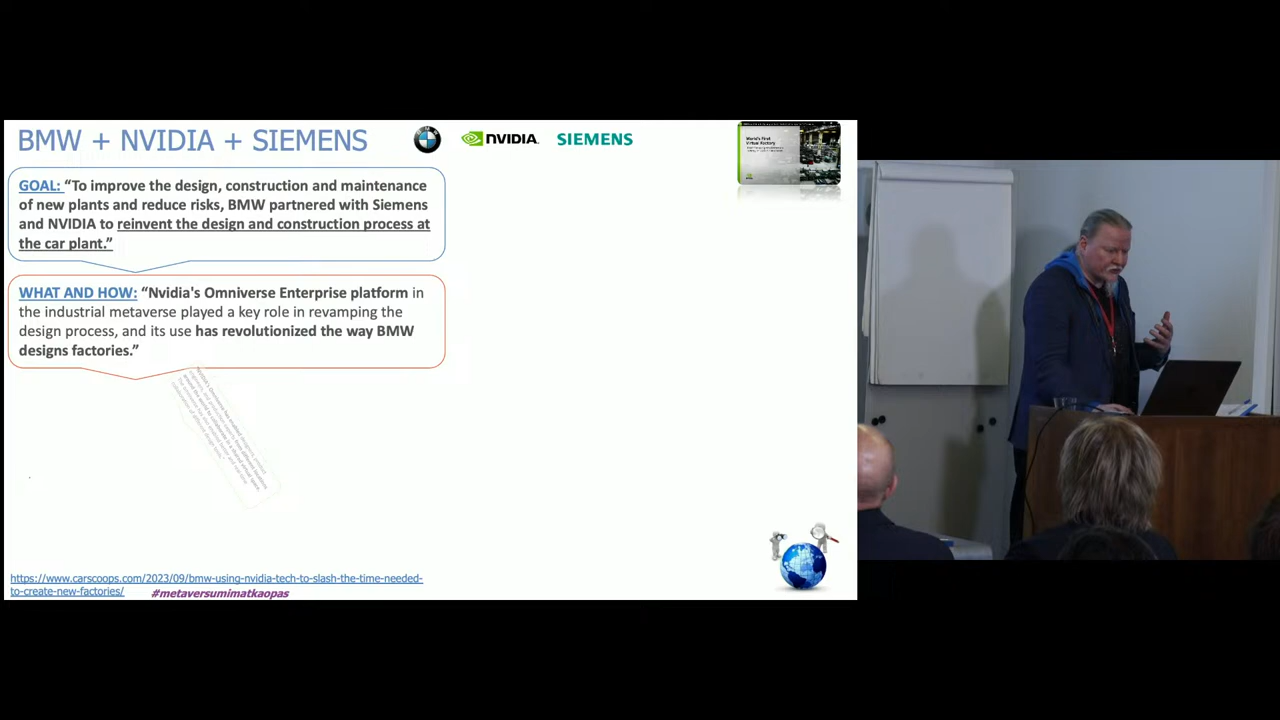 BMW + NVIDIA + SIEMENS
NVIDIA.
SIEMENS
World's First
Virtual Factory
GOAL: “To improve the design, construction and maintenance
of new plants and reduce risks, BMW partnered with Siemens
and NVIDIA to reinvent the design and construction process at
the car plant.”
WHAT AND HOW: “Nvidia's Omniverse Enterprise platform in
the industrial metaverse played a key role in revamping the
design process, and its use has revolutionized the way BMW
designs factories.”
https://www.carscoops.com/2023/09/bmw-using-nvidia-tech-to-slash-the-time-needed-
to-create-new-factories/
#metaversumimatkaopas